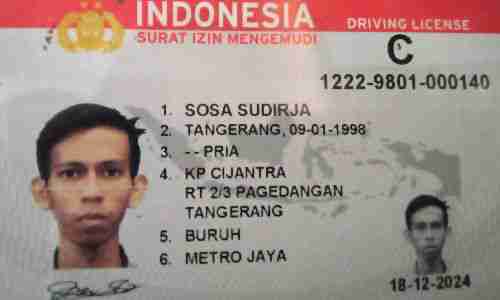 INDONESIA
SURAT IZIN MENGEMUDI
DRIVING LICENSE
C
1222-9801-000140
1. SOSA SUDIRJA
2. TANGERANG, 09-01-1998
3. -- PRIA
4. KP CIJANTRA
RT 2/3 PAGEDANGAN
TANGERANG
5. BURUH
6. METRO JAYA
18-12-2024